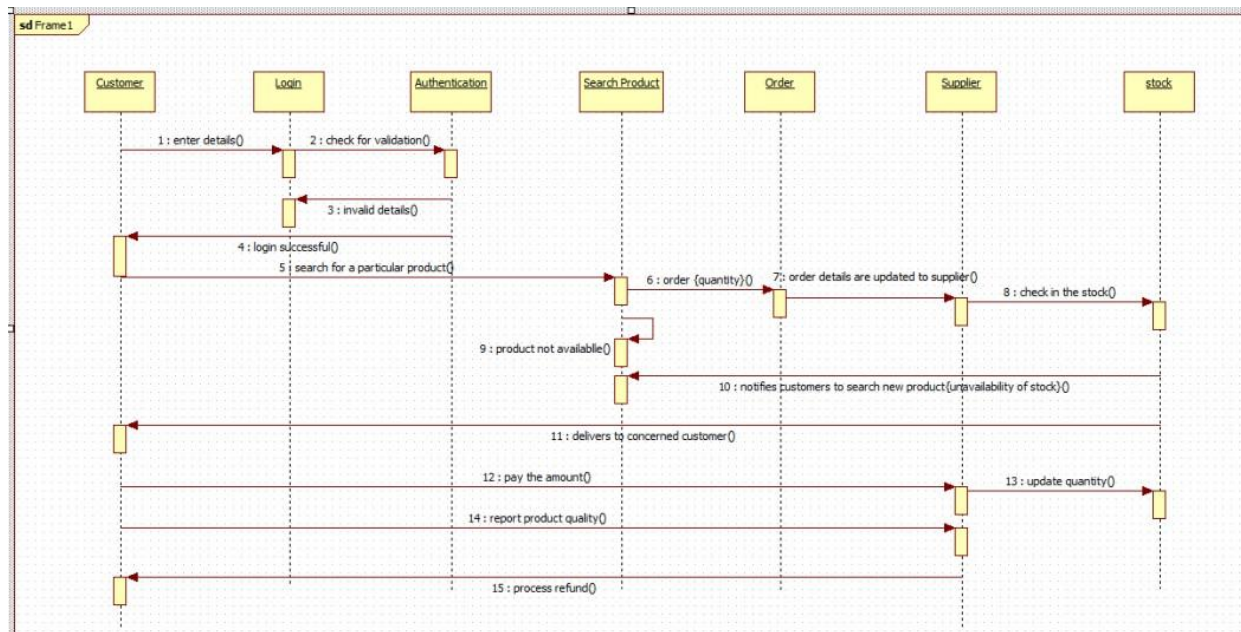 sd Frame1
Customer
Login
Authentication
Search Product
Order
Supplier
stock
1 : enter details()
2 : check for validation()
3 : invalid details()
4 : login successful()
5 : search for a particular product()
6 : order {quantity}()
7 : order details are updated to supplier()
8 : check in the stock()
9 : product not availablle()
10 : notifies customers to search new product{unavailability of stock}()
11 : delivers to concerned customer()
12 : pay the amount()
13 : update quantity()
14 : report product quality()
15 : process refund()